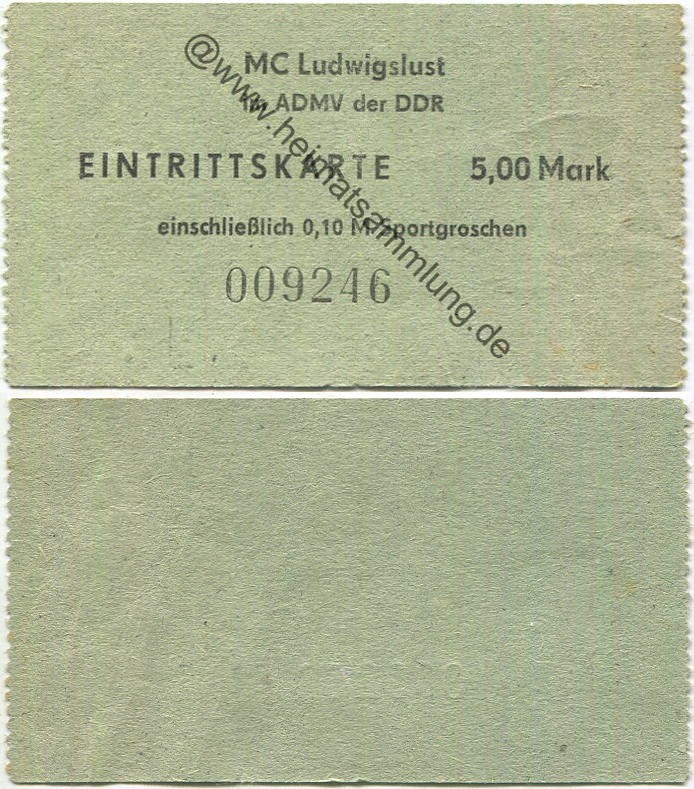 MC Ludwigslust
im ADMV der DDR
EINTRITTSKARTE 5,00 Mark
einschließlich 0,10 M Sportgroschen
009246
@www.heimatsammlung.de